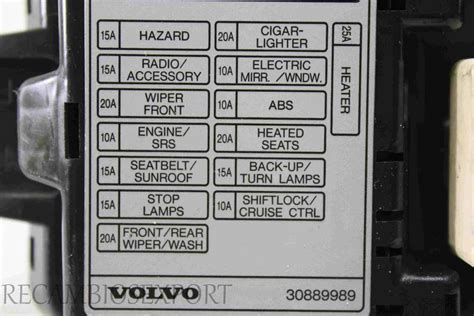 15A HAZARD
20A CIGAR-
LIGHTER
25A HEATER
15A RADIO/
ACCESSORY
10A ELECTRIC
MIRR. / WNDW.
20A WIPER
FRONT
10A ABS
10A ENGINE/
SRS
20A HEATED
SEATS
15A SEATBELT/
SUNROOF
15A BACK-UP/
TURN LAMPS
15A STOP
LAMPS
10A SHIFTLOCK/
CRUISE CTRL
20A FRONT/REAR
WIPER/WASH
VOLVO
30889989
RECAMBIOSEXPORT